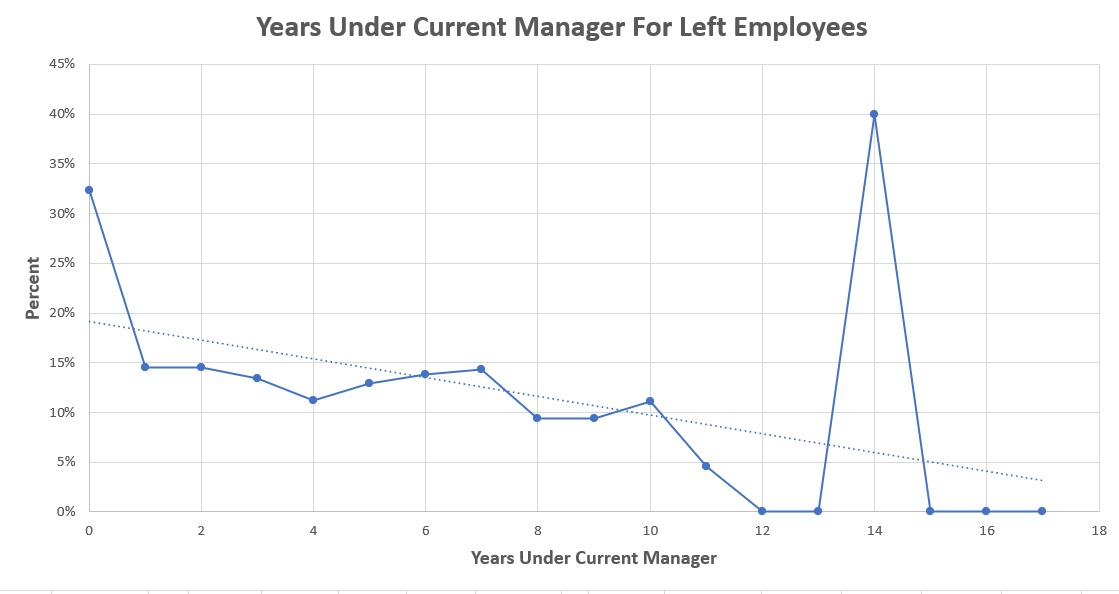 Years Under Current Manager For Left Employees
45%
40%
35%
30%
25%
20%
15%
10%
5%
0%
Percent
0 2 4 6 8 10 12 14 16 18
Years Under Current Manager